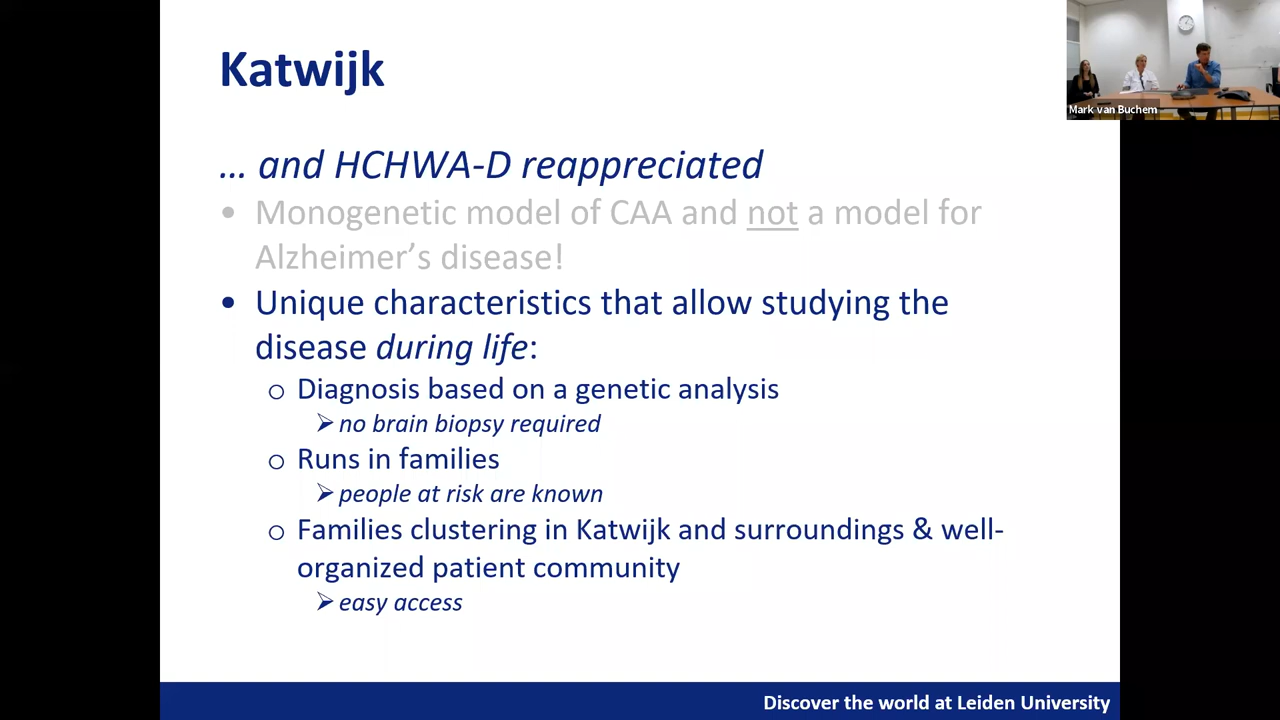 Katwijk
Mark van Buchem
… and HCHWA-D reappreciated
• Monogenetic model of CAA and not a model for
Alzheimer's disease!
• Unique characteristics that allow studying the
disease during life:
o Diagnosis based on a genetic analysis
➢ no brain biopsy required
o Runs in families
➢ people at risk are known
o Families clustering in Katwijk and surroundings & well-
organized patient community
➢ easy access
Discover the world at Leiden University